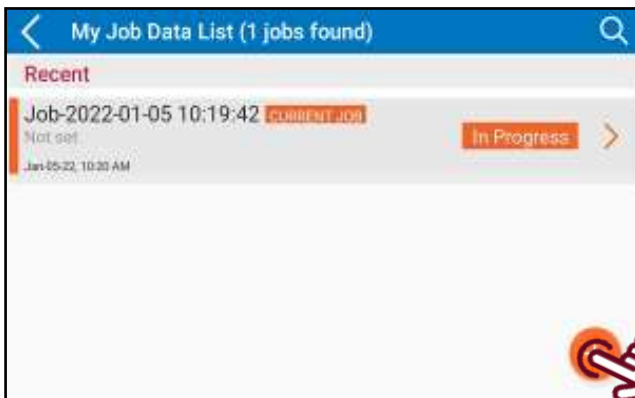 My Job Data List (1 jobs found)
Recent
Job-2022-01-05 10:19:42 CURRENT JOB
Not set
In Progress
Jan-05-22, 10:20 AM